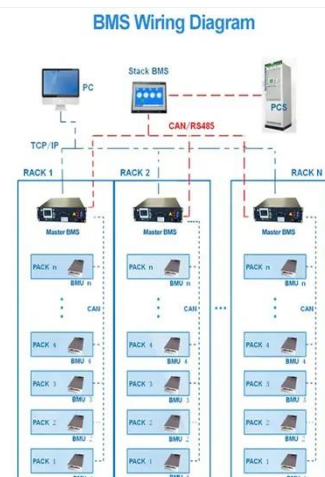 BMS Wiring Diagram
Stack BMS
PC
PCS
CAN/RS485
TCP/IP
RACK 1
RACK 2
RACK N
Master BMS
Master BMS
Master BMS
PACK n
BMU n
PACK n
BMU n
PACK n
BMU n
CAN
CAN
CAN
PACK 4
BMU 4
PACK 4
BMU 4
PACK 4
BMU 4
PACK 3
BMU 3
PACK 3
BMU 3
PACK 3
BMU 3
PACK 2
BMU 2
PACK 2
BMU 2
PACK 2
BMU 2
PACK 1
PACK 1
PACK 1